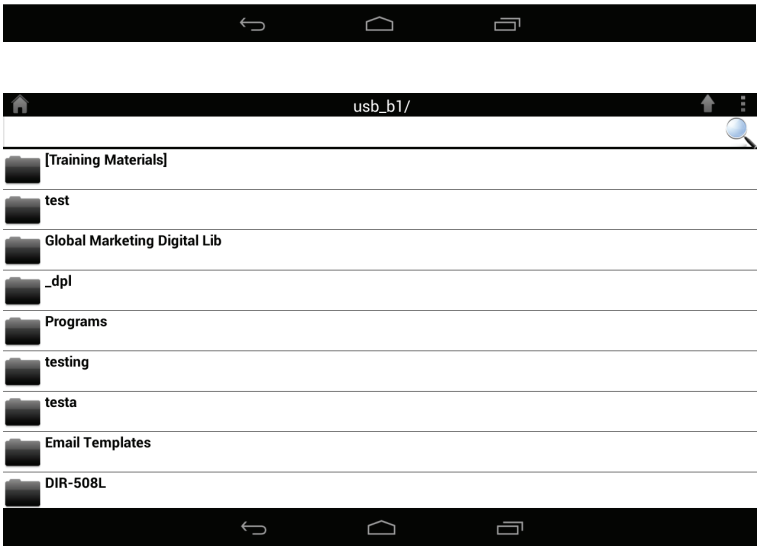 usb_b1/
[Training Materials]
test
Global Marketing Digital Lib
_dpl
Programs
testing
testa
Email Templates
DIR-508L